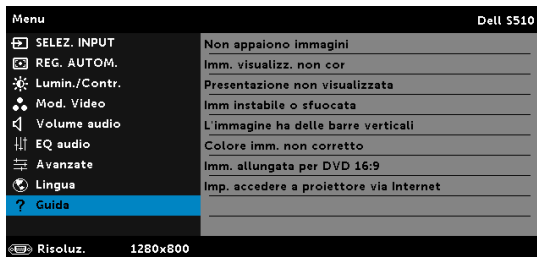 Menu Dell S510
SELEZ. INPUT
REG. AUTOM.
Lumin./Contr.
Mod. Video
Volume audio
EQ audio
Avanzate
Lingua
? Guida
Non appaiono immagini
Imm. visualizz. non cor
Presentazione non visualizzata
Imm instabile o sfuocata
L'immagine ha delle barre verticali
Colore imm. non corretto
Imm. allungata per DVD 16:9
Imp. accedere a proiettore via Internet
Risoluz. 1280x800